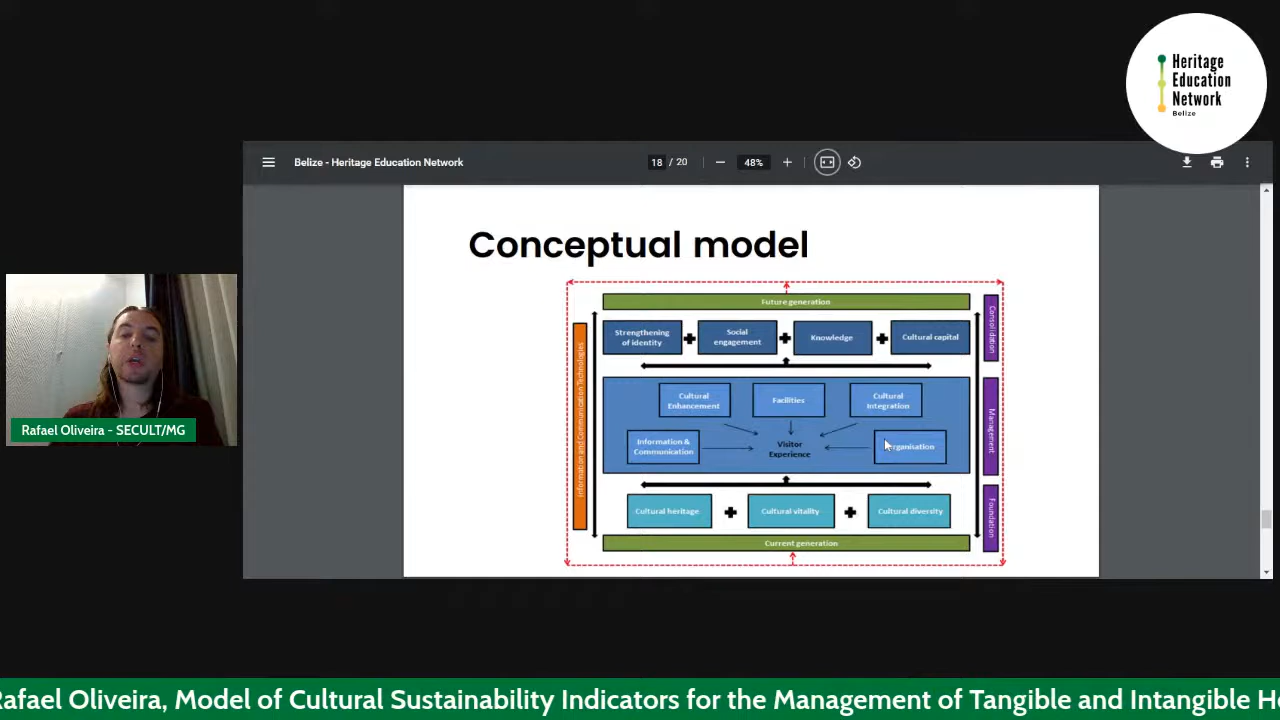 Heritage
Education
Network
Belize
Belize - Heritage Education Network
18 / 20
48%
Conceptual model
Future generation
Consolidation
Strengthening
of identity
Social
engagement
Knowledge
Cultural capital
Information and Communication Technologies
Cultural
Enhancement
Facilities
Cultural
Integration
Management
Information &
Communication
Visitor
Experience
Organisation
Cultural heritage
Cultural vitality
Cultural diversity
Foundation
Current generation
Rafael Oliveira - SECULT/MG
Rafael Oliveira, Model of Cultural Sustainability Indicators for the Management of Tangible and Intangible He